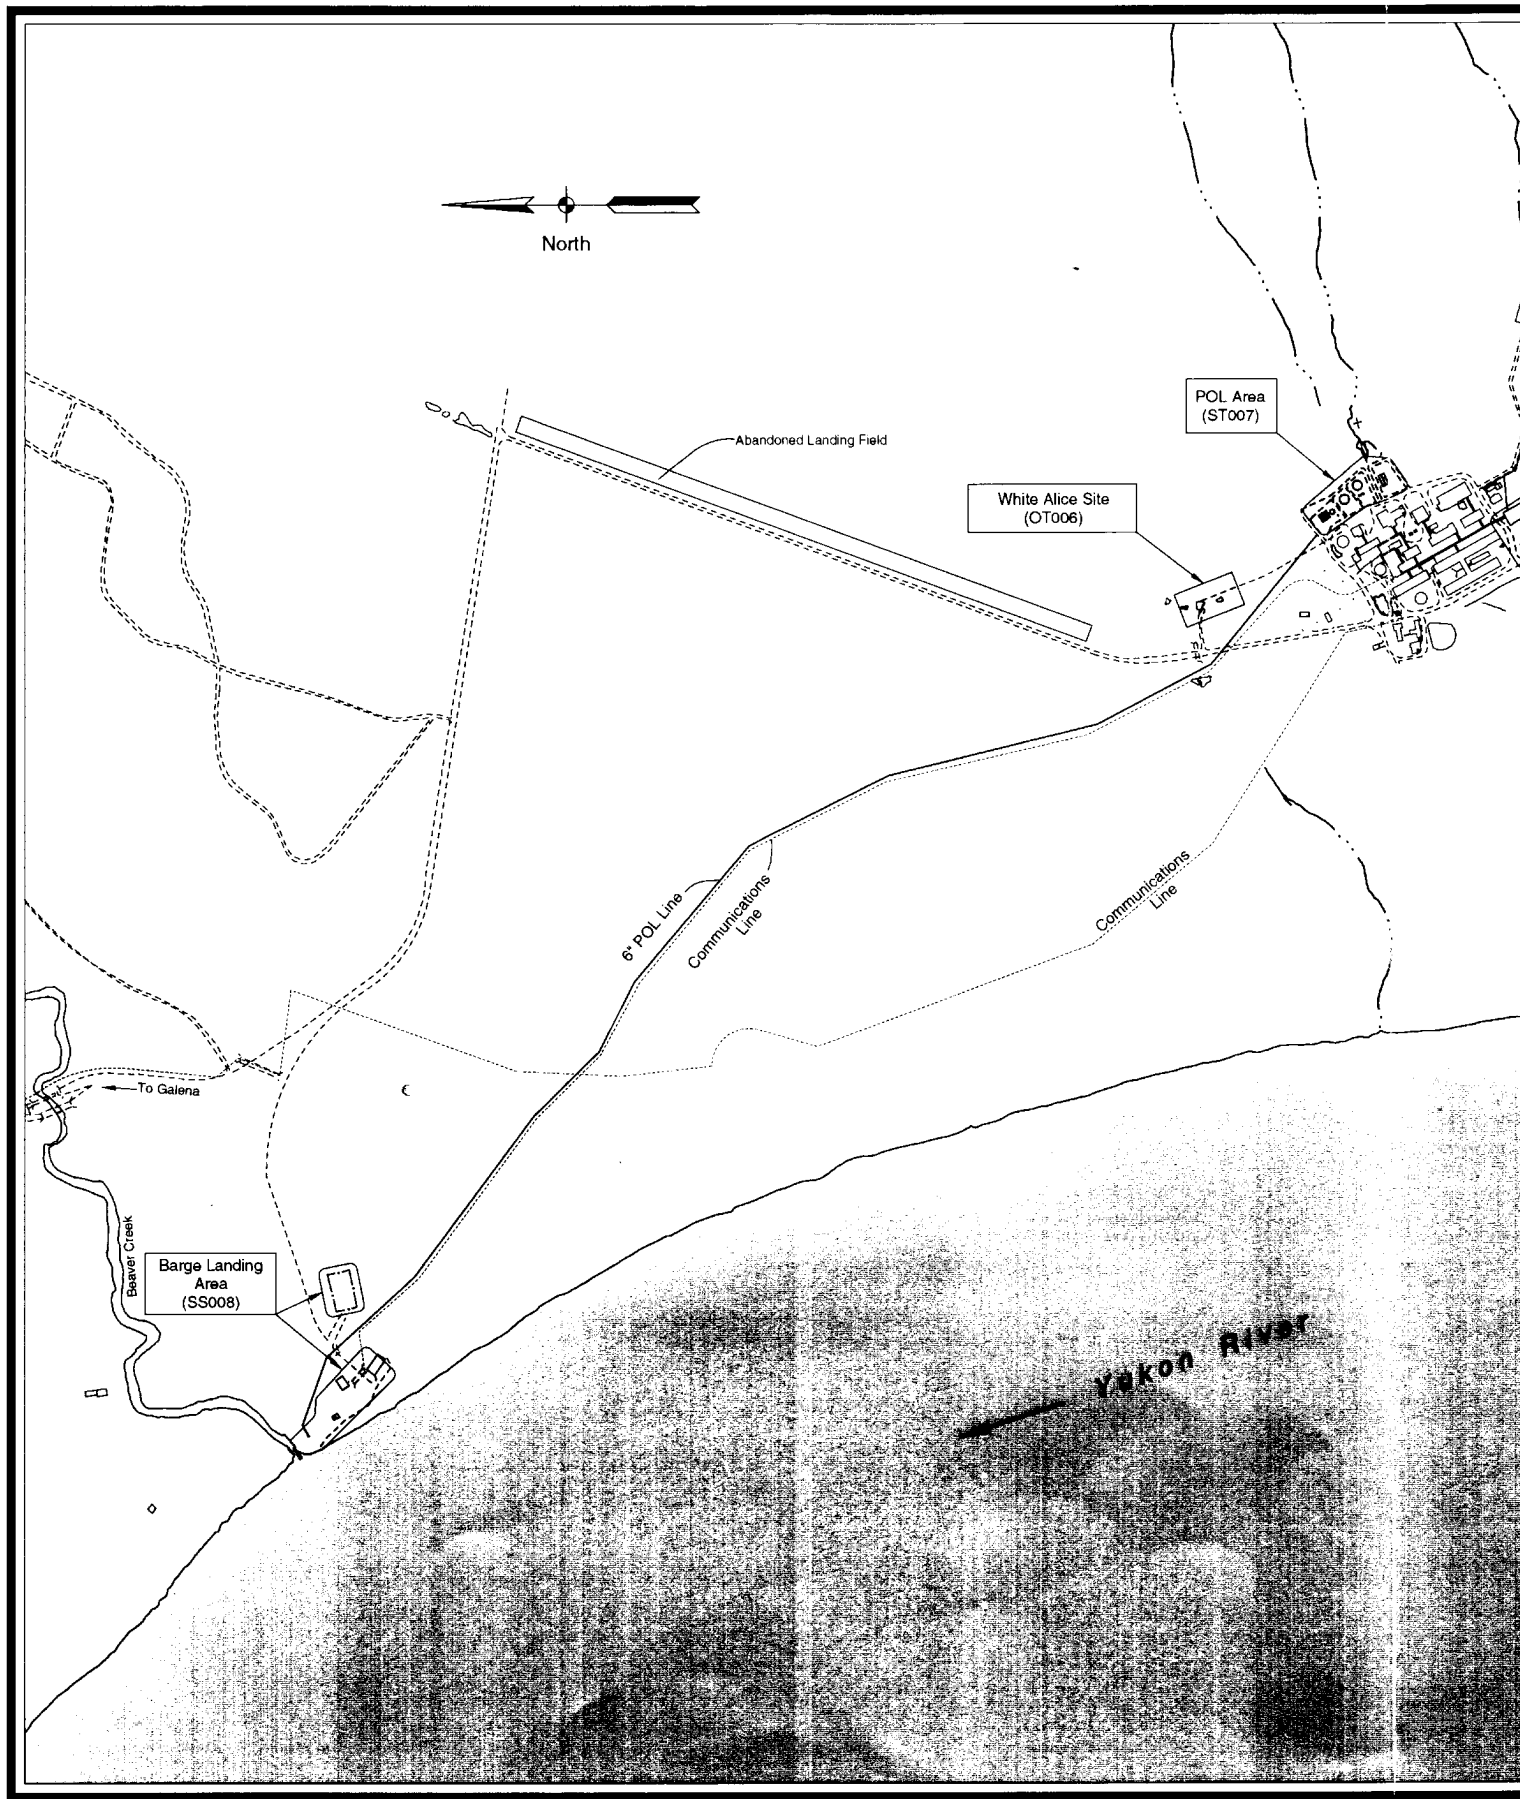 North
POL Area
(ST007)
Abandoned Landing Field
White Alice Site
(OT006)
6" POL Line
Communications
Line
Communications
Line
To Galena
Beaver Creek
Barge Landing
Area
(SS008)
Yukon River